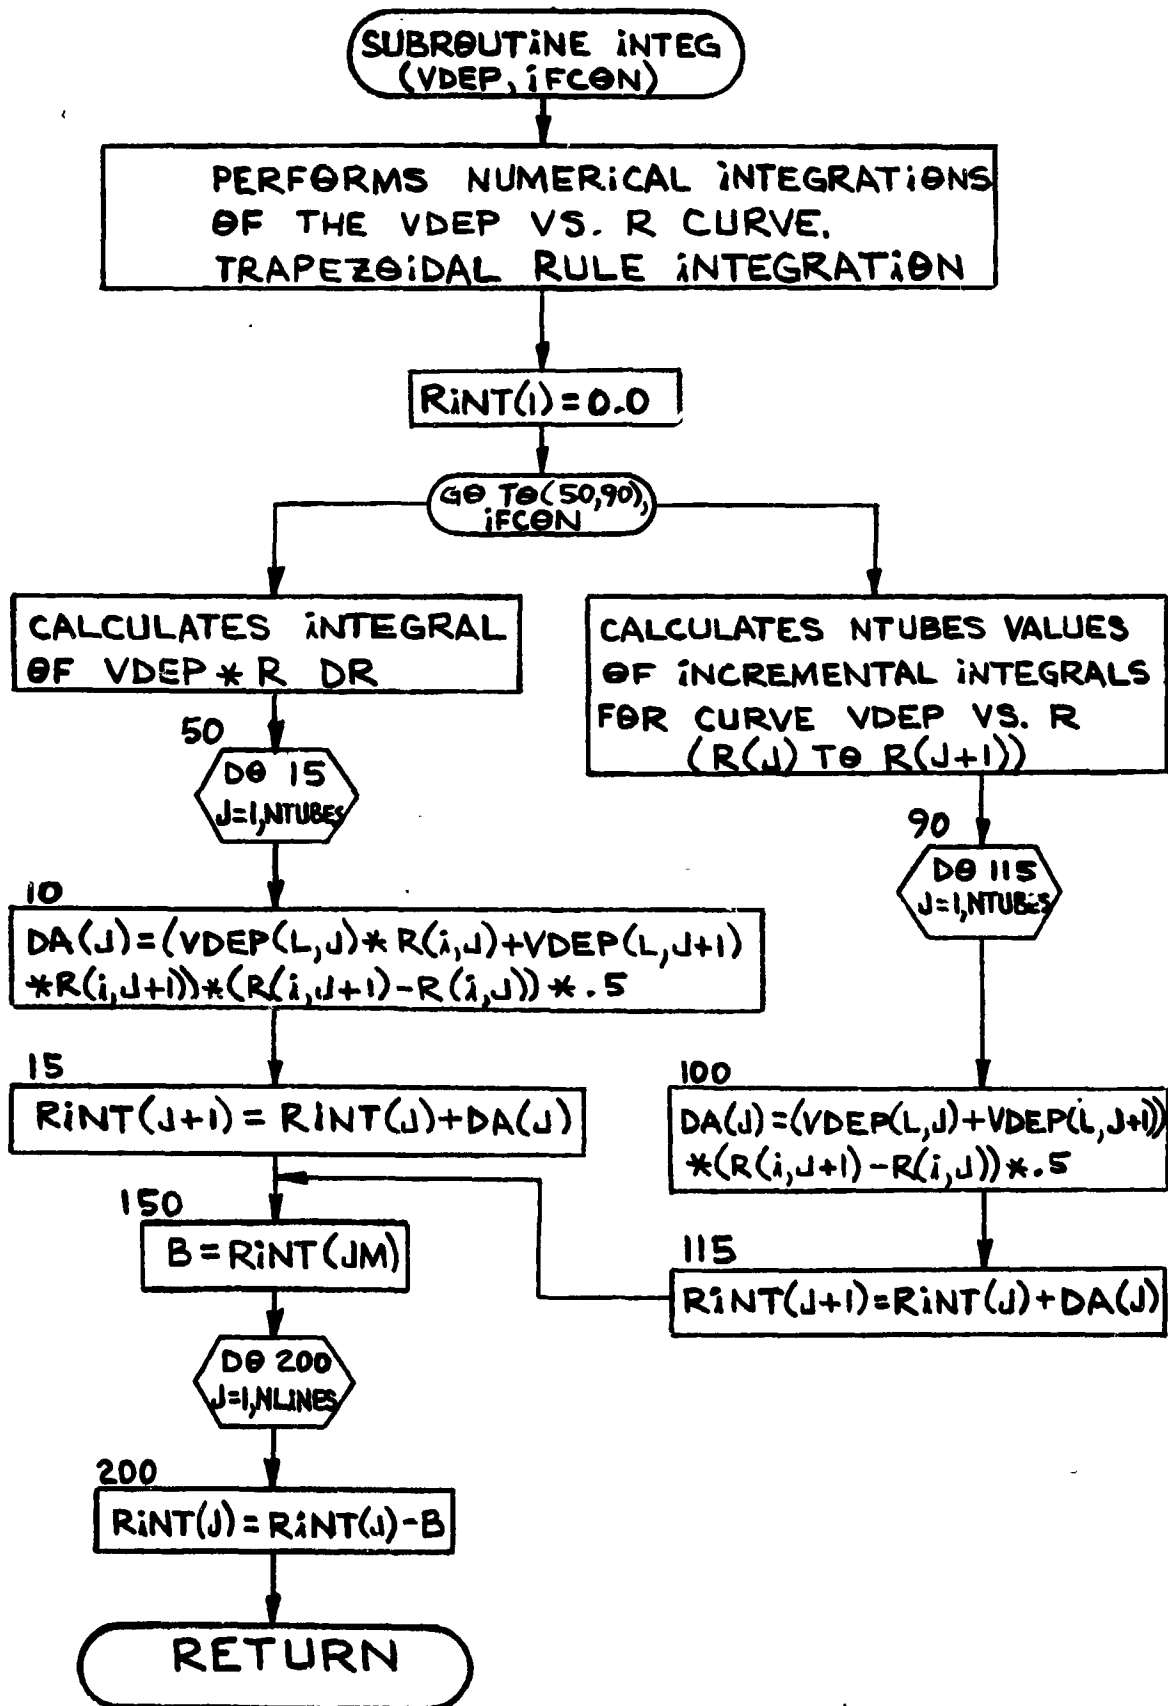 SUBROUTINE INTEG
(VDEP, IFCON)
PERFORMS NUMERICAL INTEGRATIONS
OF THE VDEP VS. R CURVE.
TRAPEZOIDAL RULE INTEGRATION
RINT(1)=0.0
GO TO (50,90),
IFCON
CALCULATES INTEGRAL
OF VDEP * R DR
50
DO 15
J=1,NTUBES
10
DA(J)=(VDEP(L,J)*R(i,J)+VDEP(L,J+1)
*R(i,J+1))*(R(i,J+1)-R(i,J))*.5
15
RINT(J+1)=RINT(J)+DA(J)
150
B=RINT(JM)
DO 200
J=1,NLINES
200
RINT(J)=RINT(J)-B
RETURN
CALCULATES NTUBES VALUES
OF INCREMENTAL INTEGRALS
FOR CURVE VDEP VS. R
(R(J) TO R(J+1))
90
DO 115
J=1,NTUBES
100
DA(J)=(VDEP(L,J)+VDEP(L,J+1))
*(R(i,J+1)-R(i,J))*.5
115
RINT(J+1)=RINT(J)+DA(J)